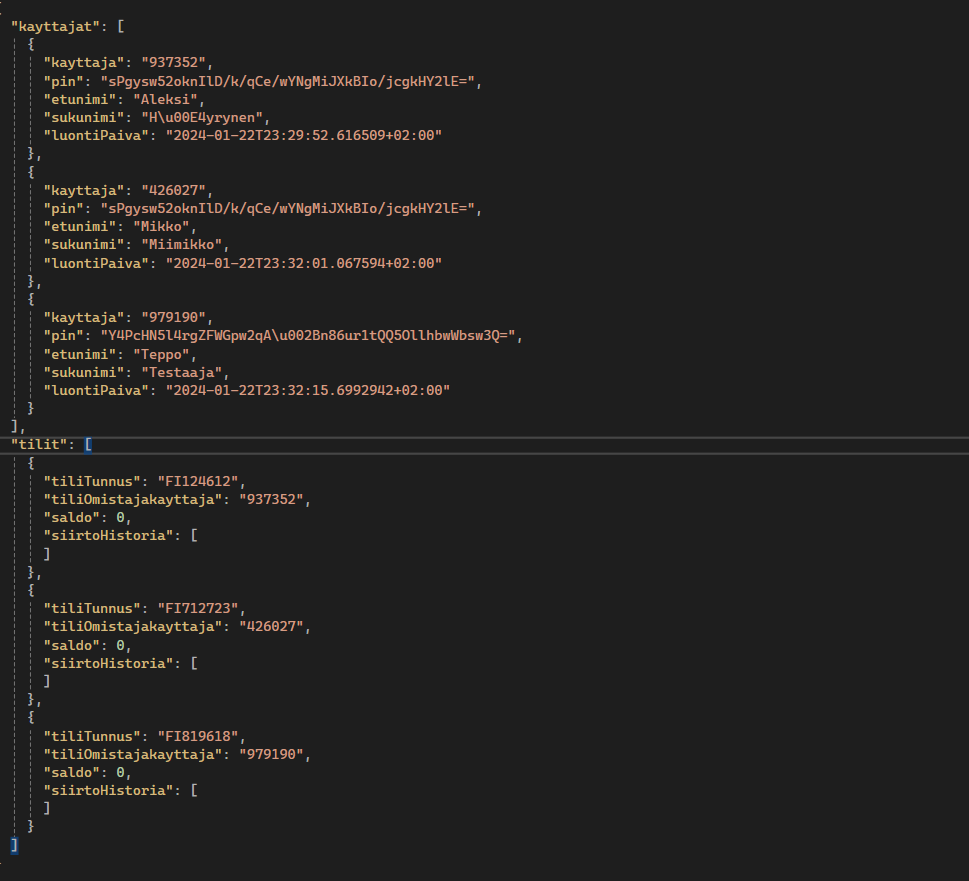 "kayttajat": [
{
"kayttaja": "937352",
"pin": "sPgysw52oknIlD/k/qCe/wYNgMiJXkBIo/jcgkHY2lE=",
"etunimi": "Aleksi",
"sukunimi": "H\u00E4yrynen",
"luontiPaiva": "2024-01-22T23:29:52.616509+02:00"
},
{
"kayttaja": "426027",
"pin": "sPgysw52oknIlD/k/qCe/wYNgMiJXkBIo/jcgkHY2lE=",
"etunimi": "Mikko",
"sukunimi": "Miimikko",
"luontiPaiva": "2024-01-22T23:32:01.067594+02:00"
},
{
"kayttaja": "979190",
"pin": "Y4PcHN5l4rgZFWGpw2qA\u002Bn86ur1tQQ5OllhbwWbsw3Q=",
"etunimi": "Teppo",
"sukunimi": "Testaaja",
"luontiPaiva": "2024-01-22T23:32:15.6992942+02:00"
}
],
"tilit": [
{
"tiliTunnus": "FI124612",
"tiliOmistajakayttaja": "937352",
"saldo": 0,
"siirtoHistoria": [
]
},
{
"tiliTunnus": "FI712723",
"tiliOmistajakayttaja": "426027",
"saldo": 0,
"siirtoHistoria": [
]
},
{
"tiliTunnus": "FI819618",
"tiliOmistajakayttaja": "979190",
"saldo": 0,
"siirtoHistoria": [
]
}
]